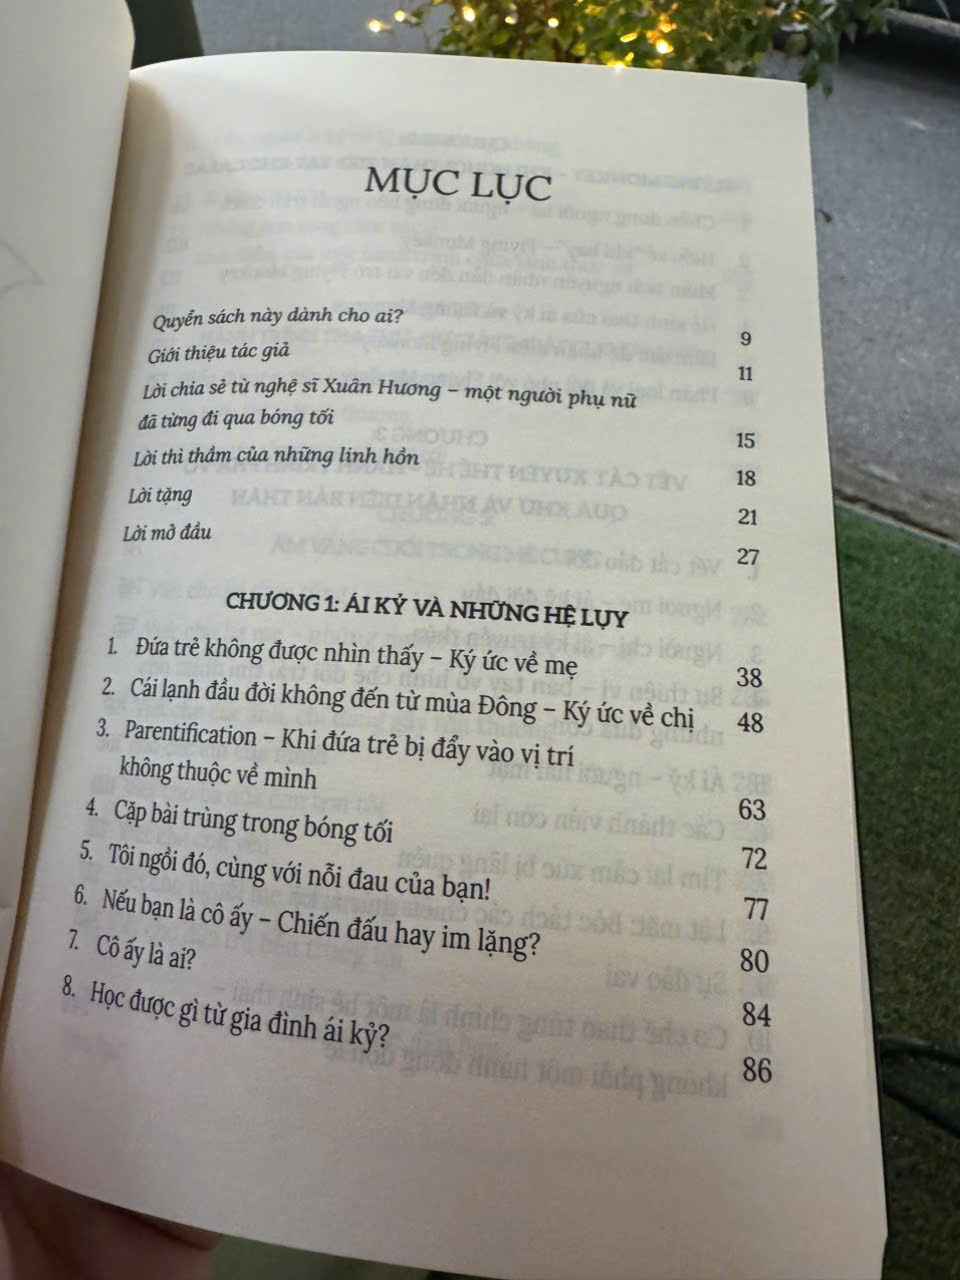 MỤC LỤC
Quyển sách này dành cho ai? 9
Giới thiệu tác giả 11
Lời chia sẻ từ nghệ sĩ Xuân Hương – một người phụ nữ
đã từng đi qua bóng tối 15
Lời thì thầm của những linh hồn 18
Lời tặng 21
Lời mở đầu 27
CHƯƠNG 1: ÁI KỶ VÀ NHỮNG HỆ LỤY
1. Đứa trẻ không được nhìn thấy – Ký ức về mẹ 38
2. Cái lạnh đầu đời không đến từ mùa Đông – Ký ức về chị 48
3. Parentification – Khi đứa trẻ bị đẩy vào vị trí
không thuộc về mình 63
4. Cặp bài trùng trong bóng tối 72
5. Tôi ngồi đó, cùng với nỗi đau của bạn! 77
6. Nếu bạn là cô ấy – Chiến đấu hay im lặng? 80
7. Cô ấy là ai? 84
8. Học được gì từ gia đình ái kỷ? 86